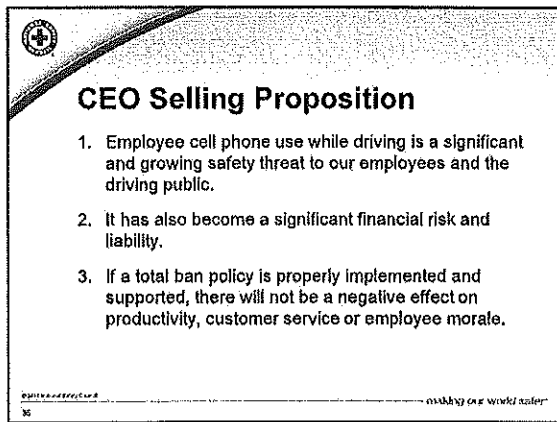 CEO Selling Proposition
1. Employee cell phone use while driving is a significant
and growing safety threat to our employees and the
driving public.
2. It has also become a significant financial risk and
liability.
3. If a total ban policy is properly implemented and
supported, there will not be a negative effect on
productivity, customer service or employee morale.
making our world safer